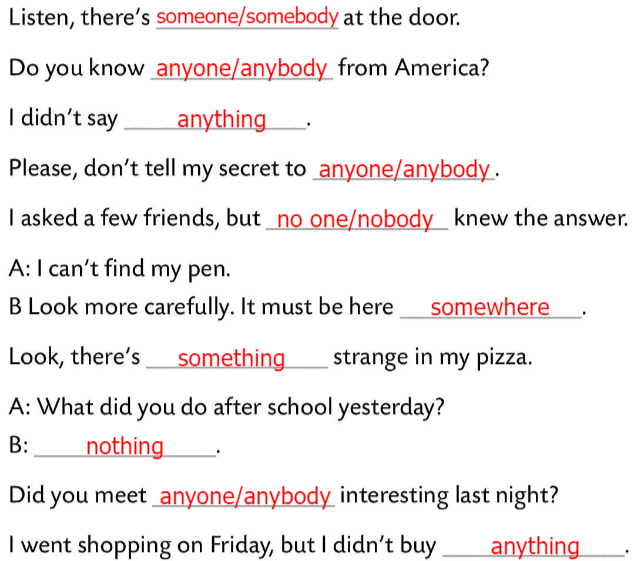 Listen, there's someone/somebody at the door.
Do you know anyone/anybody from America?
I didn't say anything.
Please, don't tell my secret to anyone/anybody.
I asked a few friends, but no one/nobody knew the answer.
A: I can't find my pen.
B Look more carefully. It must be here somewhere.
Look, there's something strange in my pizza.
A: What did you do after school yesterday?
B: nothing.
Did you meet anyone/anybody interesting last night?
I went shopping on Friday, but I didn't buy anything.